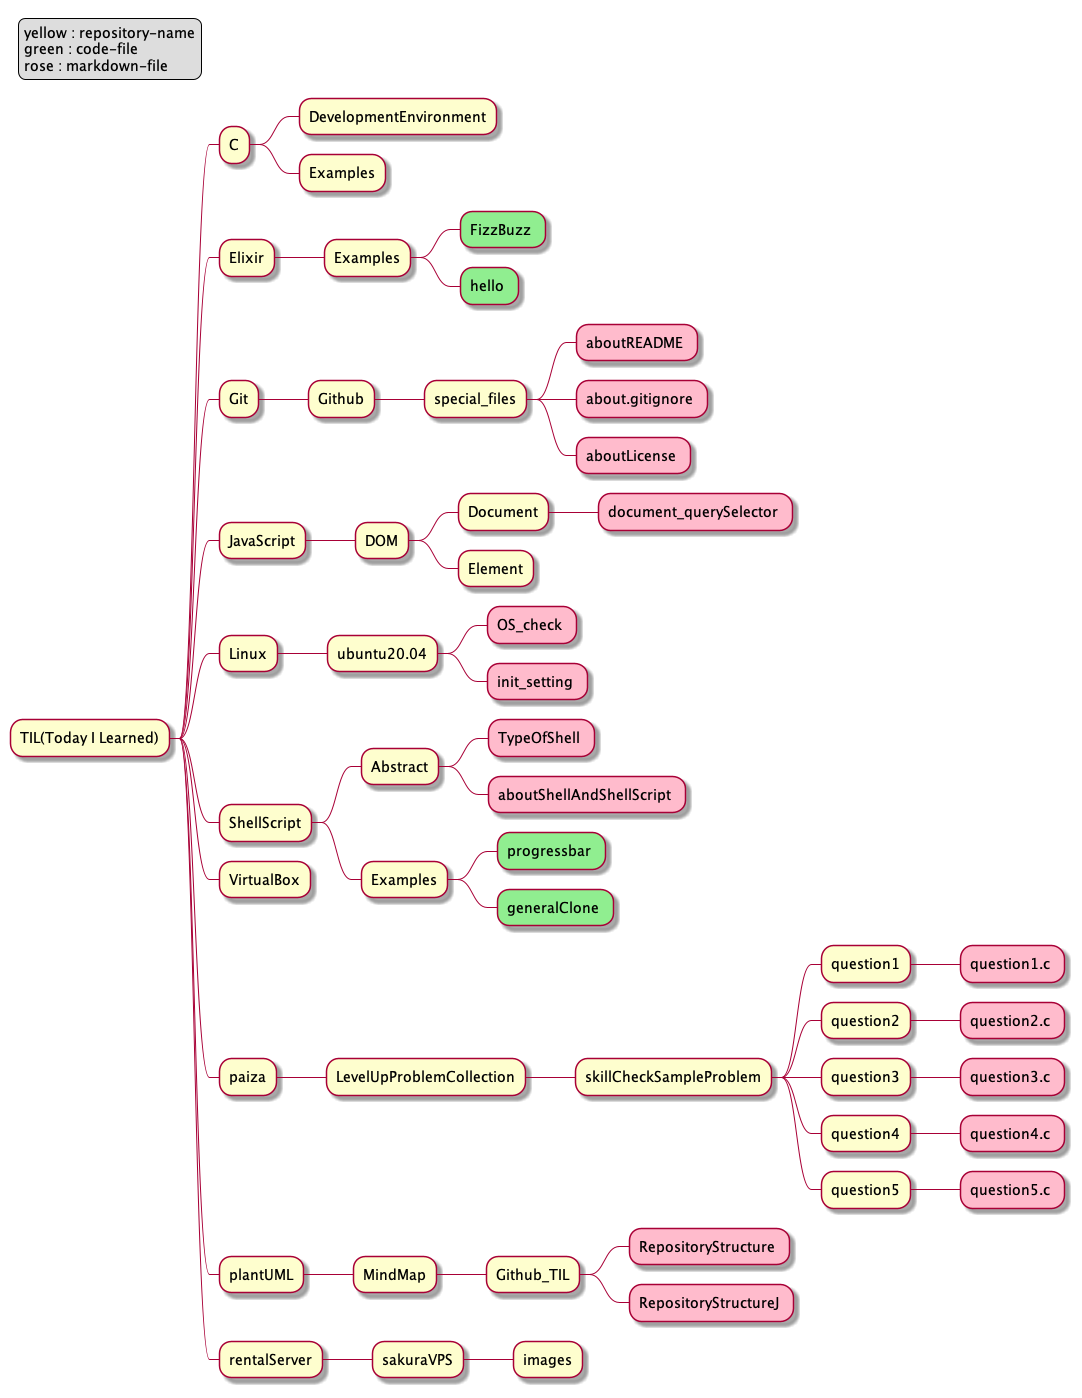 yellow : repository-name
green : code-file
rose : markdown-file
TIL(Today I Learned)
C
DevelopmentEnvironment
Examples
Elixir
Examples
FizzBuzz
hello
Git
Github
special_files
aboutREADME
about.gitignore
aboutLicense
JavaScript
DOM
Document
document_querySelector
Element
Linux
ubuntu20.04
OS_check
init_setting
ShellScript
Abstract
TypeOfShell
aboutShellAndShellScript
Examples
progressbar
generalClone
VirtualBox
paiza
LevelUpProblemCollection
skillCheckSampleProblem
question1
question1.c
question2
question2.c
question3
question3.c
question4
question4.c
question5
question5.c
plantUML
MindMap
Github_TIL
RepositoryStructure
RepositoryStructureJ
rentalServer
sakuraVPS
images